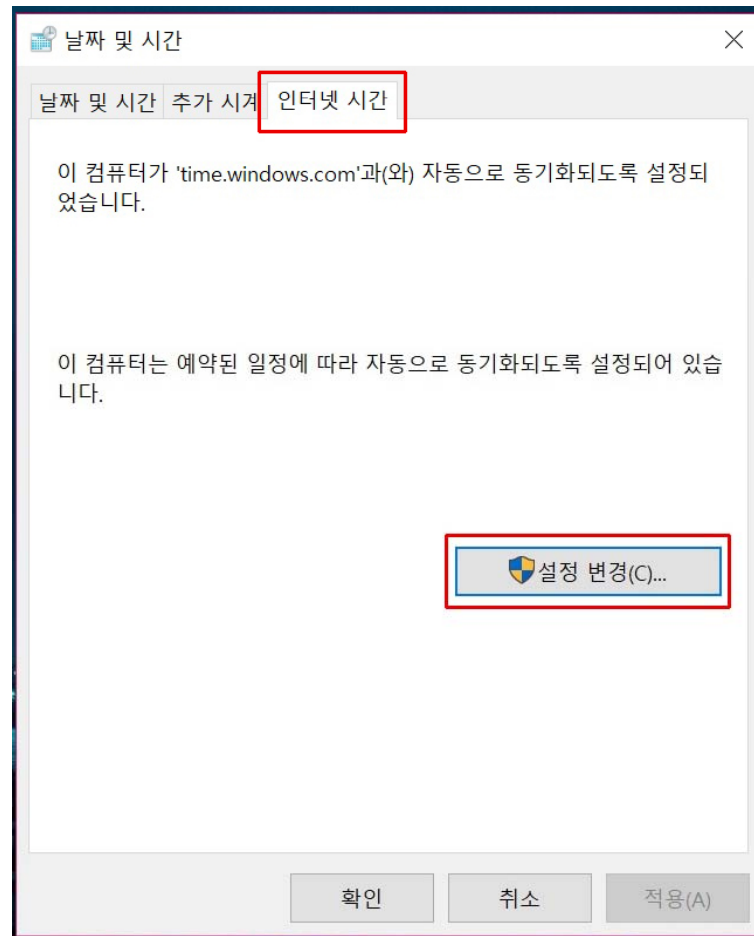 날짜 및 시간
날짜 및 시간 추가 시계 인터넷 시간
이 컴퓨터가 'time.windows.com'과(와) 자동으로 동기화되도록 설정되
었습니다.
이 컴퓨터는 예약된 일정에 따라 자동으로 동기화되도록 설정되어 있습
니다.
설정 변경(C)...
확인 취소 적용(A)